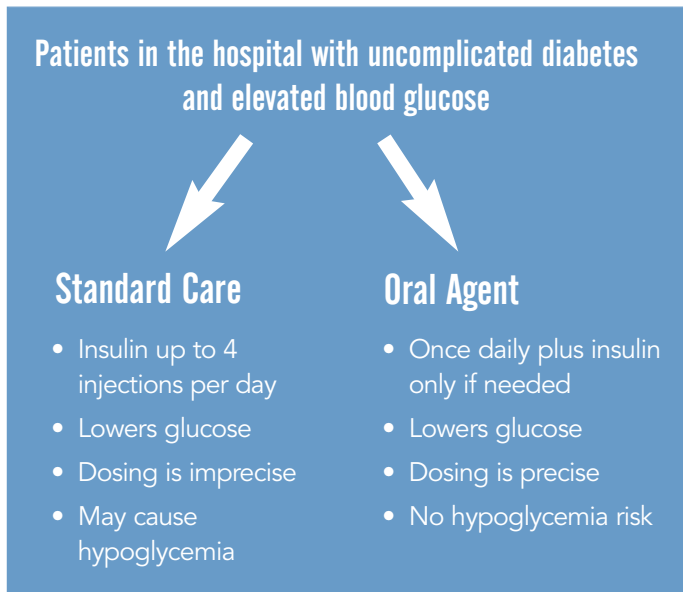 Patients in the hospital with uncomplicated diabetes
and elevated blood glucose
Standard Care
• Insulin up to 4
injections per day
• Lowers glucose
• Dosing is imprecise
• May cause
hypoglycemia
Oral Agent
• Once daily plus insulin
only if needed
• Lowers glucose
• Dosing is precise
• No hypoglycemia risk